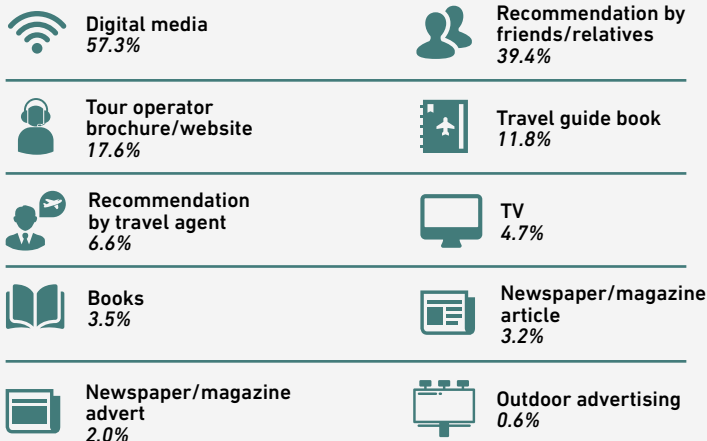 Digital media
57.3%
Recommendation by
friends/relatives
39.4%
Tour operator
brochure/website
17.6%
Travel guide book
11.8%
Recommendation
by travel agent
6.6%
TV
4.7%
Books
3.5%
Newspaper/magazine
article
3.2%
Newspaper/magazine
advert
2.0%
Outdoor advertising
0.6%